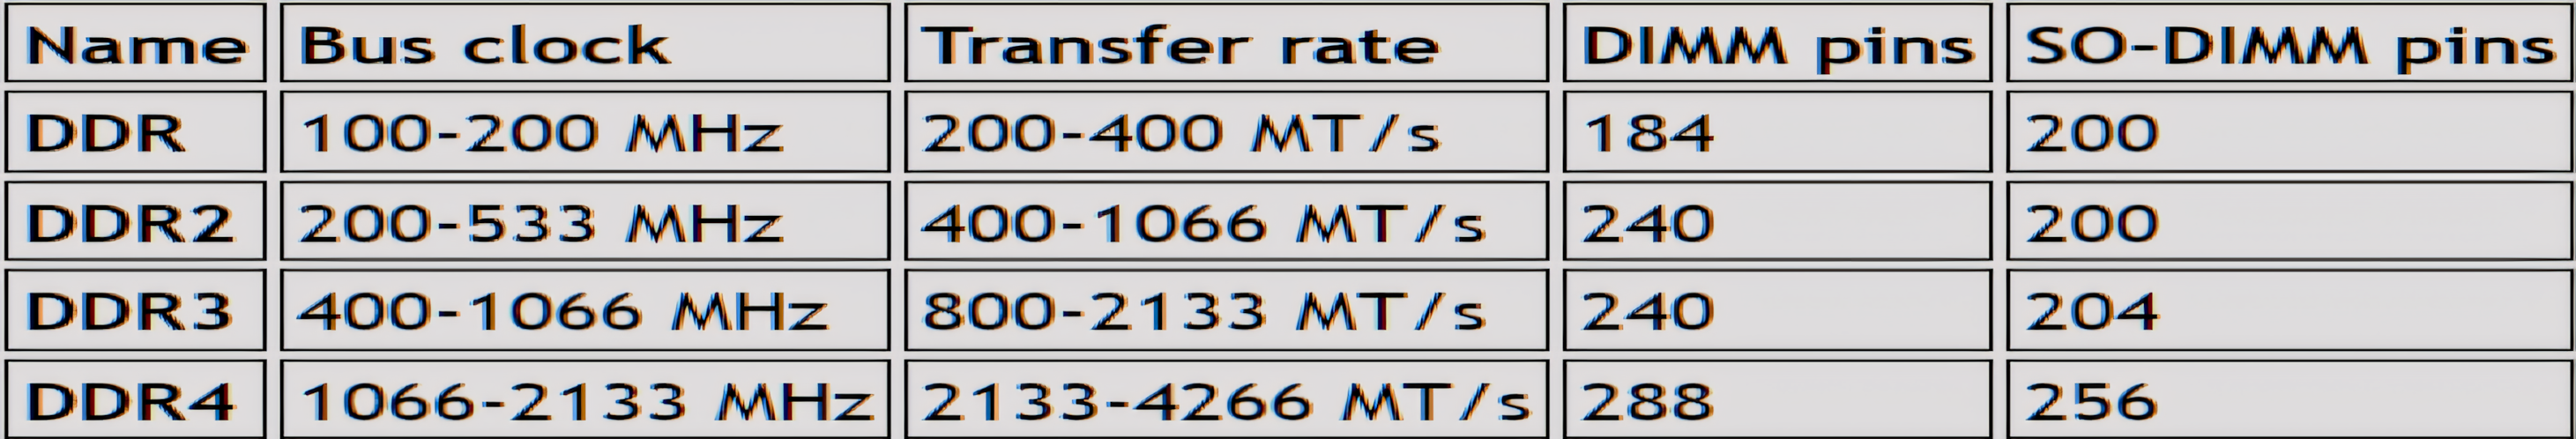 Name Bus clock Transfer rate DIMM pins SO-DIMM pins
DDR 100-200 MHz 200-400 MT/s 184 200
DDR2 200-533 MHz 400-1066 MT/s 240 200
DDR3 400-1066 MHz 800-2133 MT/s 240 204
DDR4 1066-2133 MHz 2133-4266 MT/s 288 256